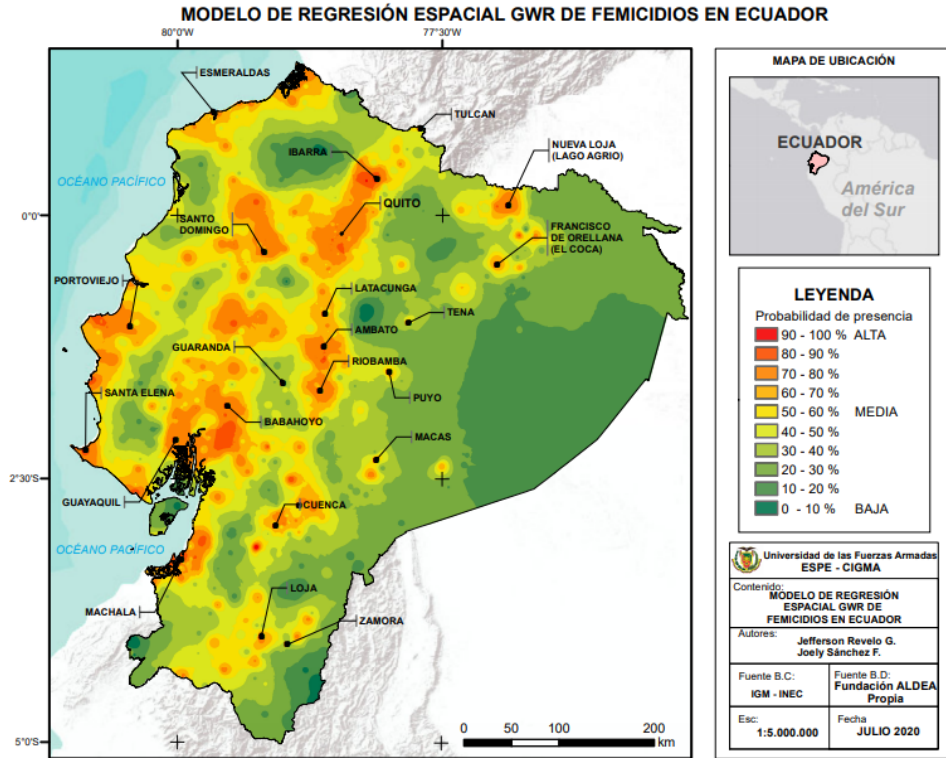 MODELO DE REGRESIÓN ESPACIAL GWR DE FEMICIDIOS EN ECUADOR
80°0'0"W
77°30'0"W
ESMERALDAS
TULCAN
IBARRA
NUEVA LOJA
(LAGO AGRIO)
OCÉANO PACÍFICO
QUITO
0°0'
SANTO
DOMINGO
FRANCISCO
DE ORELLANA
(EL COCA)
PORTOVIEJO
LATACUNGA
TENA
AMBATO
GUARANDA
RIOBAMBA
SANTA ELENA
PUYO
BABAHOYO
MACAS
2°30'S
GUAYAQUIL
CUENCA
OCÉANO PACÍFICO
LOJA
MACHALA
ZAMORA
0 50 100 200
km
5°0'S
MAPA DE UBICACIÓN
ECUADOR
América
del Sur
LEYENDA
Probabilidad de presencia
90 - 100 % ALTA
80 - 90 %
70 - 80 %
60 - 70 %
50 - 60 % MEDIA
40 - 50 %
30 - 40 %
20 - 30 %
10 - 20 %
0 - 10 % BAJA
Universidad de las Fuerzas Armadas
ESPE - CIGMA
Contenido:
MODELO DE REGRESIÓN
ESPACIAL GWR DE
FEMICIDIOS EN ECUADOR
Autores:
Jefferson Revelo G.
Joely Sánchez F.
Fuente B.C:
IGM - INEC
Fuente B.D:
Fundación ALDEA
Propia
Esc:
1:5.000.000
Fecha
JULIO 2020